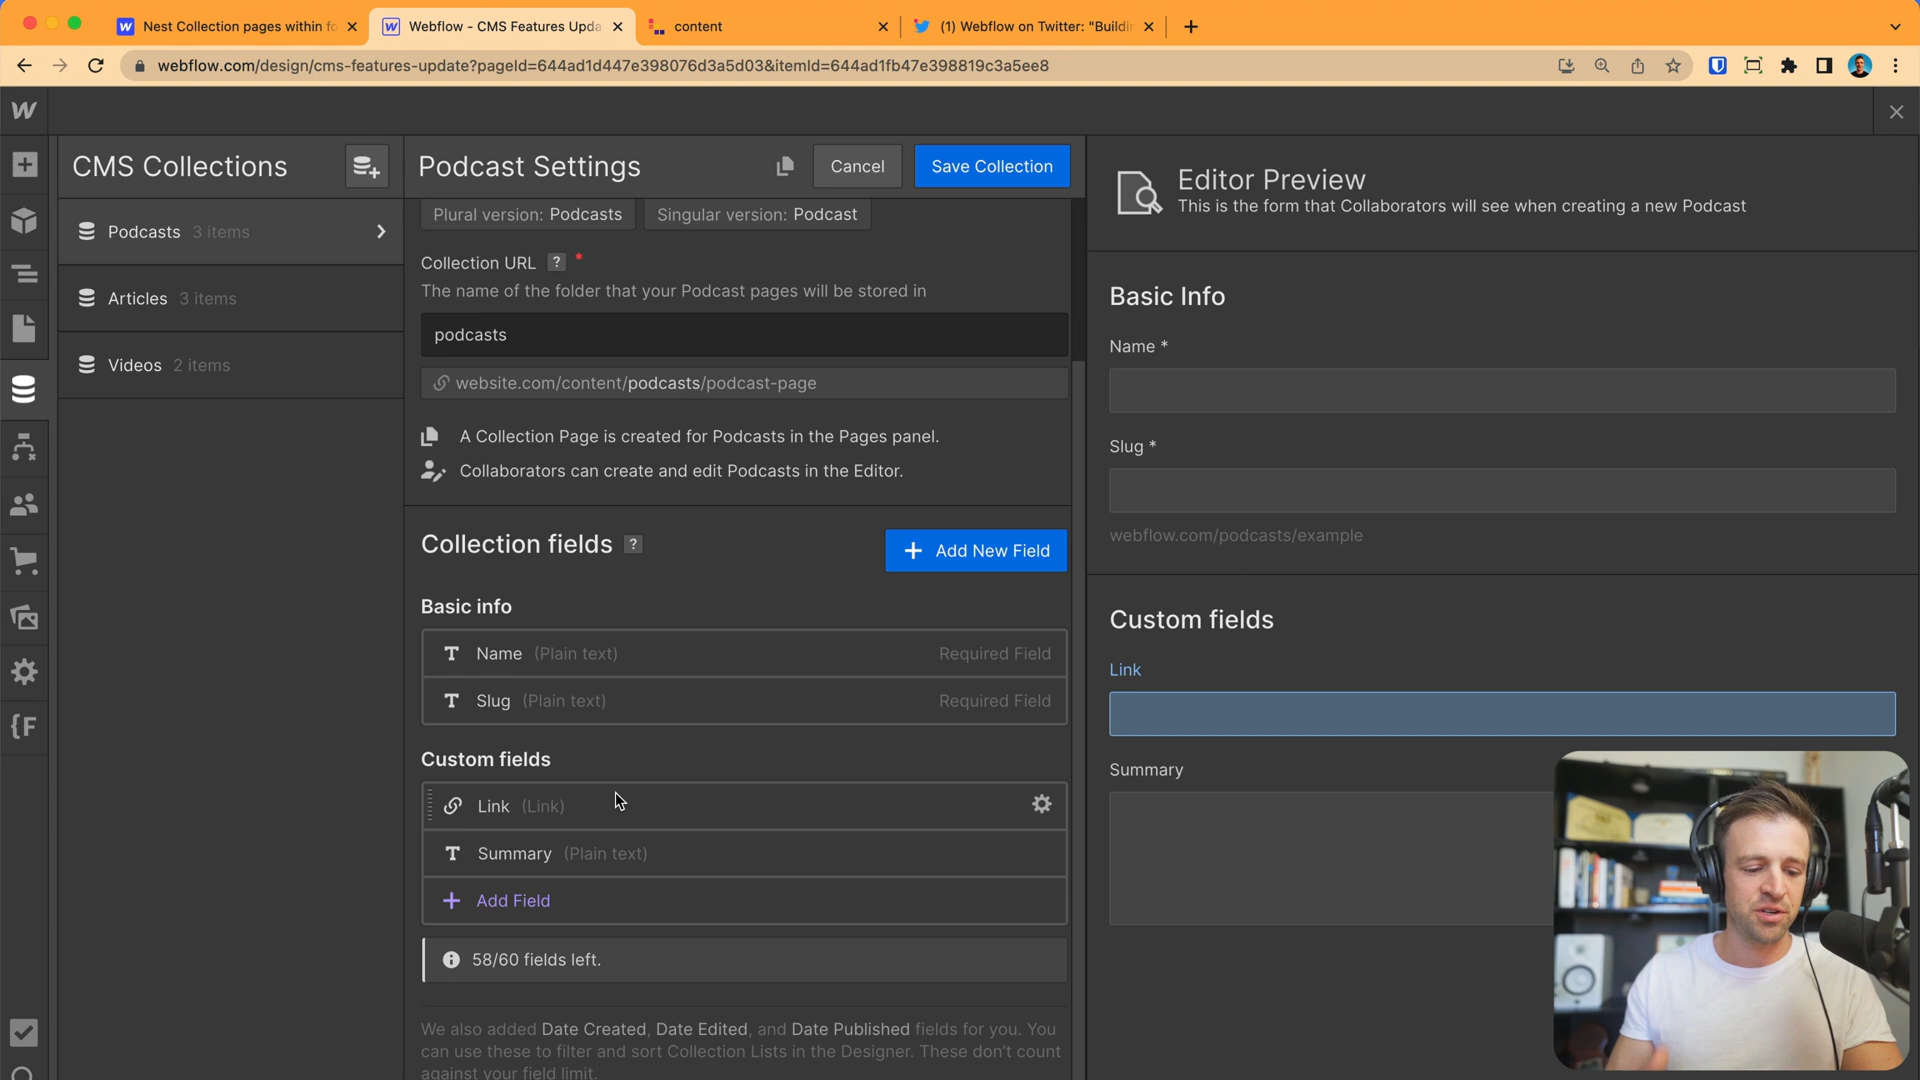 Nest Collection pages within fo
Webflow - CMS Features Upda
content
(1) Webflow on Twitter: "Buildi
webflow.com/design/cms-features-update?pageId=644ad1d447e398076d3a5d03&itemId=644ad1fb47e398819c3a5ee8
CMS Collections
Podcasts 3 items
Articles 3 items
Videos 2 items
Podcast Settings
Cancel
Save Collection
Plural version: Podcasts
Singular version: Podcast
Collection URL ? *
The name of the folder that your Podcast pages will be stored in
podcasts
website.com/content/podcasts/podcast-page
A Collection Page is created for Podcasts in the Pages panel.
Collaborators can create and edit Podcasts in the Editor.
Collection fields ?
+ Add New Field
Basic info
Name (Plain text) Required Field
Slug (Plain text) Required Field
Custom fields
Link (Link)
Summary (Plain text)
+ Add Field
58/60 fields left.
We also added Date Created, Date Edited, and Date Published fields for you. You
can use these to filter and sort Collection Lists in the Designer. These don't count
against your field limit.
Editor Preview
This is the form that Collaborators will see when creating a new Podcast
Basic Info
Name *
Slug *
webflow.com/podcasts/example
Custom fields
Link
Summary